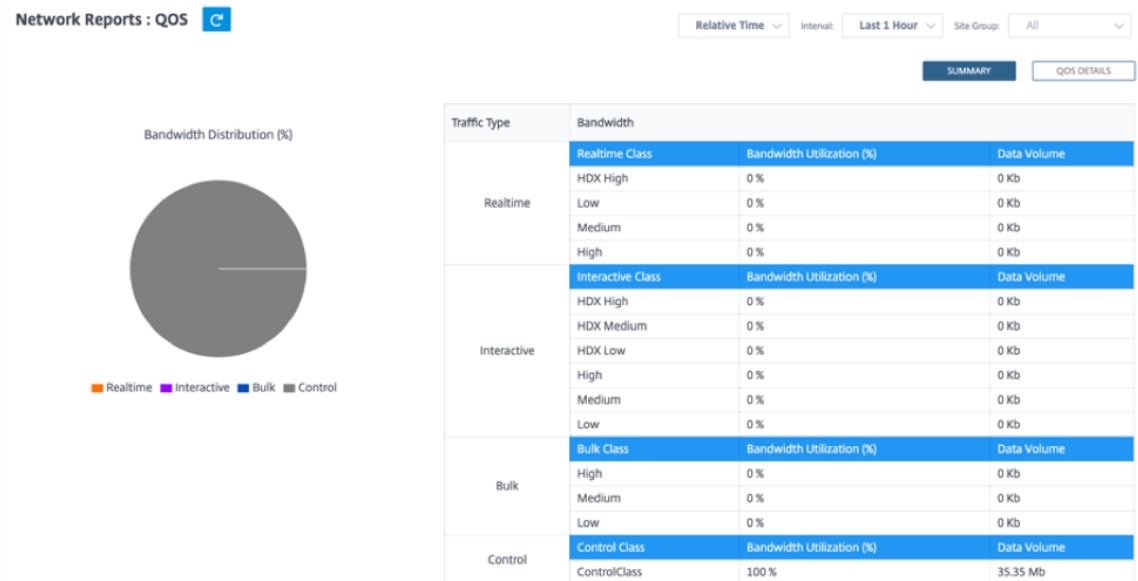 Network Reports : QOS
Relative Time Interval: Last 1 Hour Site Group: All
SUMMARY QOS DETAILS
Bandwidth Distribution (%)
Realtime Interactive Bulk Control
Traffic Type Bandwidth
Realtime
Realtime Class Bandwidth Utilization (%) Data Volume
HDX High 0 % 0 Kb
Low 0 % 0 Kb
Medium 0 % 0 Kb
High 0 % 0 Kb
Interactive
Interactive Class Bandwidth Utilization (%) Data Volume
HDX High 0 % 0 Kb
HDX Medium 0 % 0 Kb
HDX Low 0 % 0 Kb
High 0 % 0 Kb
Medium 0 % 0 Kb
Low 0 % 0 Kb
Bulk
Bulk Class Bandwidth Utilization (%) Data Volume
High 0 % 0 Kb
Medium 0 % 0 Kb
Low 0 % 0 Kb
Control
Control Class Bandwidth Utilization (%) Data Volume
ControlClass 100 % 35.35 Mb